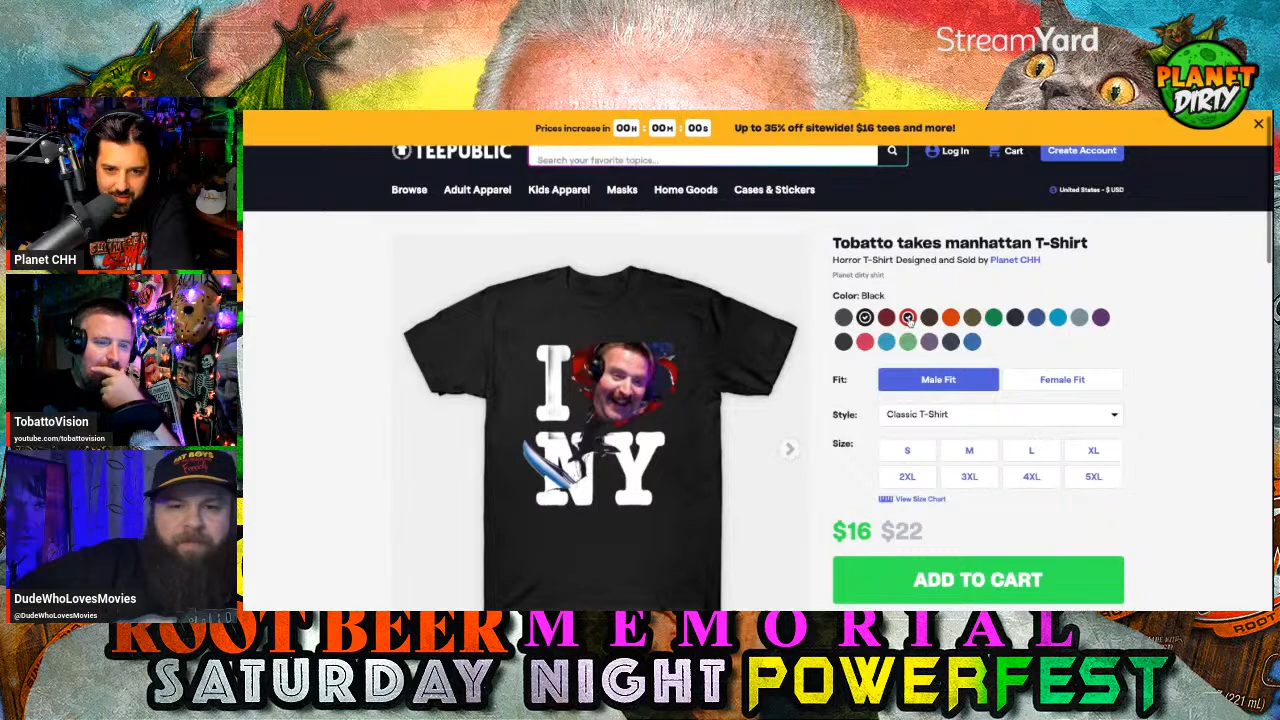 StreamYard
PLANET
DIRTY
Prices increase in 00H : 00M : 00S Up to 35% off sitewide! $16 tees and more!
TEEPUBLIC
Search your favorite topics...
Log In
Cart
Create Account
Browse Adult Apparel Kids Apparel Masks Home Goods Cases & Stickers
United States - $ USD
Planet CHH
TobattoVision
youtube.com/tobattovision
DudeWhoLovesMovies
@DudeWhoLovesMovies
I
NY
Tobatto takes manhattan T-Shirt
Horror T-Shirt Designed and Sold by Planet CHH
Planet dirty shirt
Color: Black
Fit:
Male Fit
Female Fit
Style:
Classic T-Shirt
Size:
S M L XL
2XL 3XL 4XL 5XL
View Size Chart
$16 $22
ADD TO CART
ROOT BEER MEMORIAL
SATURDAY NIGHT POWERFEST
(221 mL)